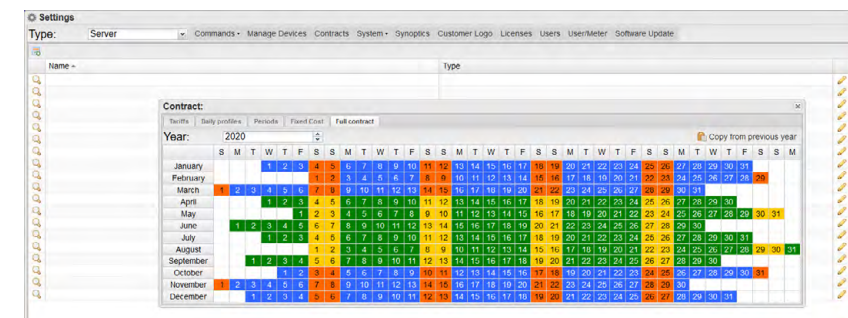 Settings
Type: Server Commands Manage Devices Contracts System Synoptics Customer Logo Licenses Users User/Meter Software Update
Name Type
Contract:
Tariffs Daily profiles Periods Fixed Cost Full contract
Year: 2020 Copy from previous year
S M T W T F S S M T W T F S S M T W T F S S M T W T F S S M T W T F S S M
January 1 2 3 4 5 6 7 8 9 10 11 12 13 14 15 16 17 18 19 20 21 22 23 24 25 26 27 28 29 30 31
February 1 2 3 4 5 6 7 8 9 10 11 12 13 14 15 16 17 18 19 20 21 22 23 24 25 26 27 28 29
March 1 2 3 4 5 6 7 8 9 10 11 12 13 14 15 16 17 18 19 20 21 22 23 24 25 26 27 28 29 30 31
April 1 2 3 4 5 6 7 8 9 10 11 12 13 14 15 16 17 18 19 20 21 22 23 24 25 26 27 28 29 30
May 1 2 3 4 5 6 7 8 9 10 11 12 13 14 15 16 17 18 19 20 21 22 23 24 25 26 27 28 29 30 31
June 1 2 3 4 5 6 7 8 9 10 11 12 13 14 15 16 17 18 19 20 21 22 23 24 25 26 27 28 29 30
July 1 2 3 4 5 6 7 8 9 10 11 12 13 14 15 16 17 18 19 20 21 22 23 24 25 26 27 28 29 30 31
August 1 2 3 4 5 6 7 8 9 10 11 12 13 14 15 16 17 18 19 20 21 22 23 24 25 26 27 28 29 30 31
September 1 2 3 4 5 6 7 8 9 10 11 12 13 14 15 16 17 18 19 20 21 22 23 24 25 26 27 28 29 30
October 1 2 3 4 5 6 7 8 9 10 11 12 13 14 15 16 17 18 19 20 21 22 23 24 25 26 27 28 29 30 31
November 1 2 3 4 5 6 7 8 9 10 11 12 13 14 15 16 17 18 19 20 21 22 23 24 25 26 27 28 29 30
December 1 2 3 4 5 6 7 8 9 10 11 12 13 14 15 16 17 18 19 20 21 22 23 24 25 26 27 28 29 30 31